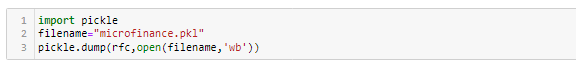 1 import pickle
2 filename="microfinance.pkl"
3 pickle.dump(rfc,open(filename,'wb'))